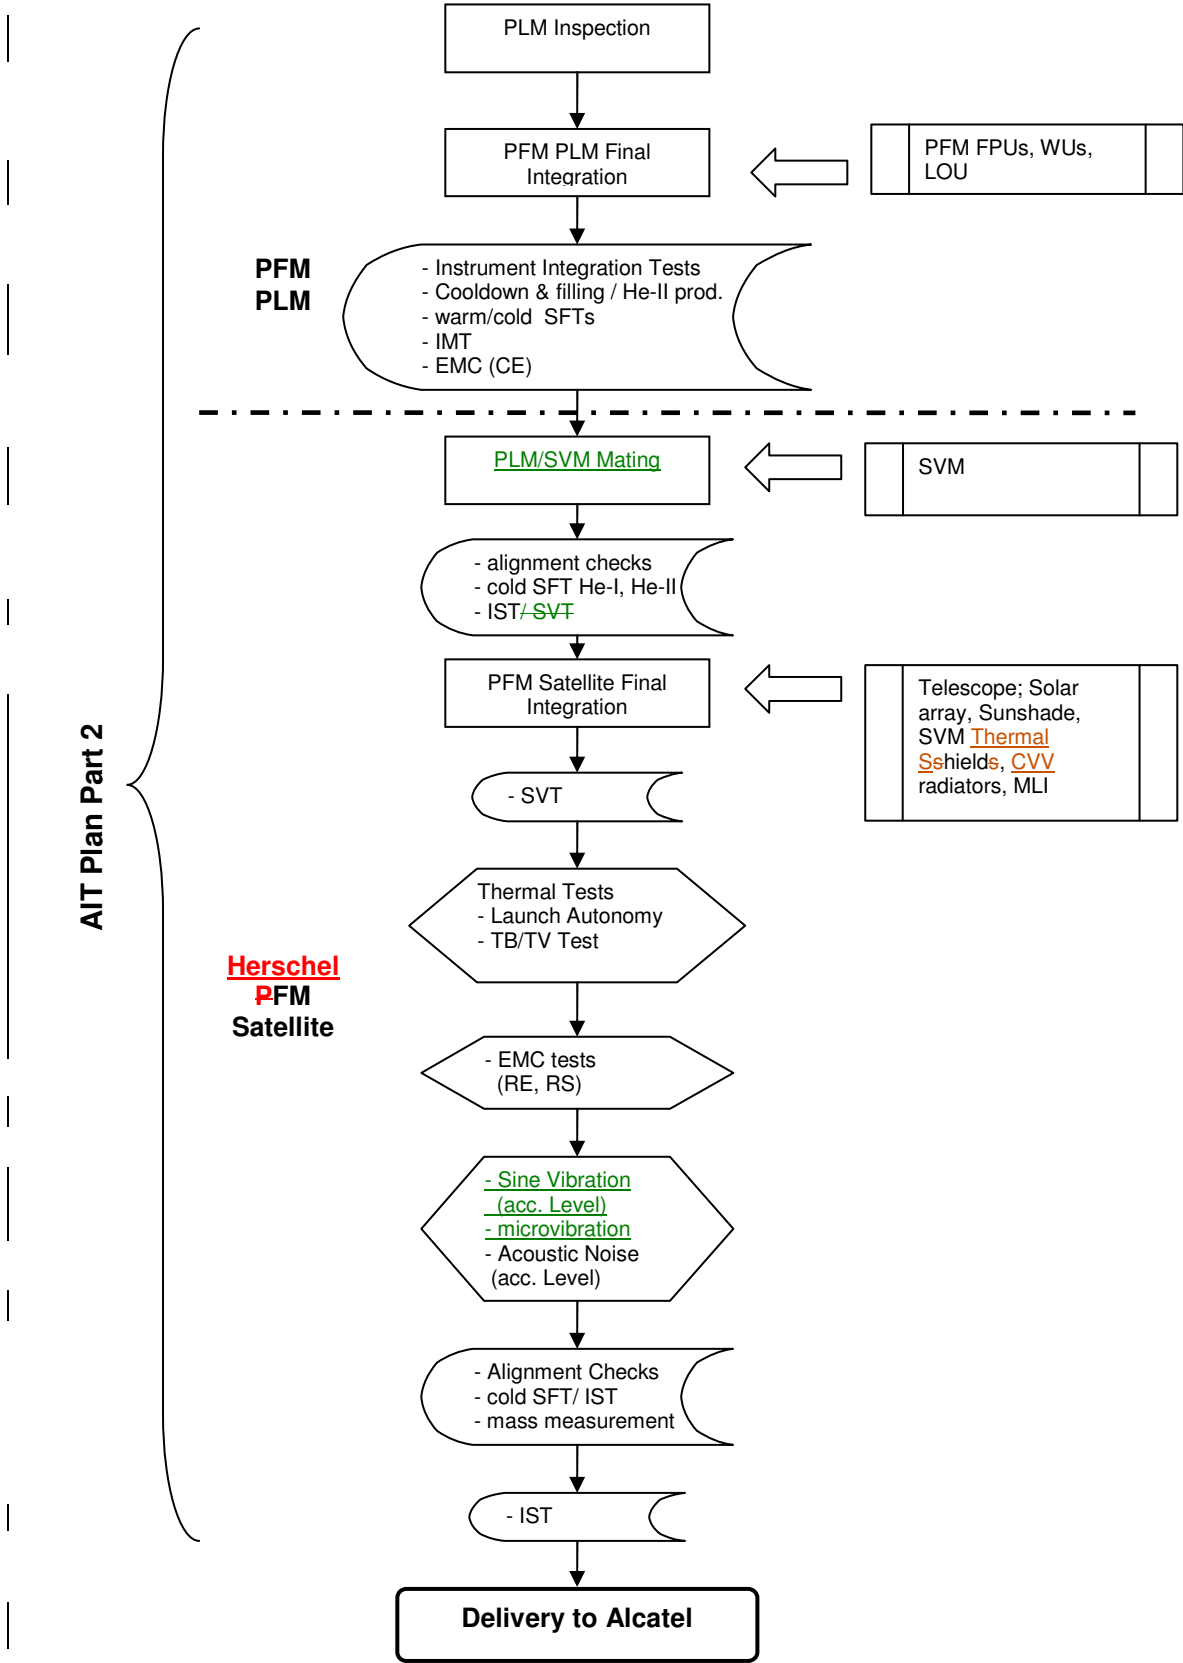 PLM Inspection
PFM PLM Final
Integration
PFM FPUs, WUs,
LOU
PFM
PLM
- Instrument Integration Tests
- Cooldown & filling / He-II prod.
- warm/cold  SFTs
- IMT
- EMC (CE)
PLM/SVM Mating
SVM
- alignment checks
- cold SFT He-I, He-II
- IST/ SVT
PFM Satellite Final
Integration
Telescope; Solar
array, Sunshade,
SVM Thermal
Sshields, CVV
radiators, MLI
- SVT
AIT Plan Part 2
Thermal Tests
- Launch Autonomy
- TB/TV Test
Herschel
PFM
Satellite
- EMC tests
(RE, RS)
- Sine Vibration
(acc. Level)
- microvibration
- Acoustic Noise
(acc. Level)
- Alignment Checks
- cold SFT/ IST
- mass measurement
- IST
Delivery to Alcatel